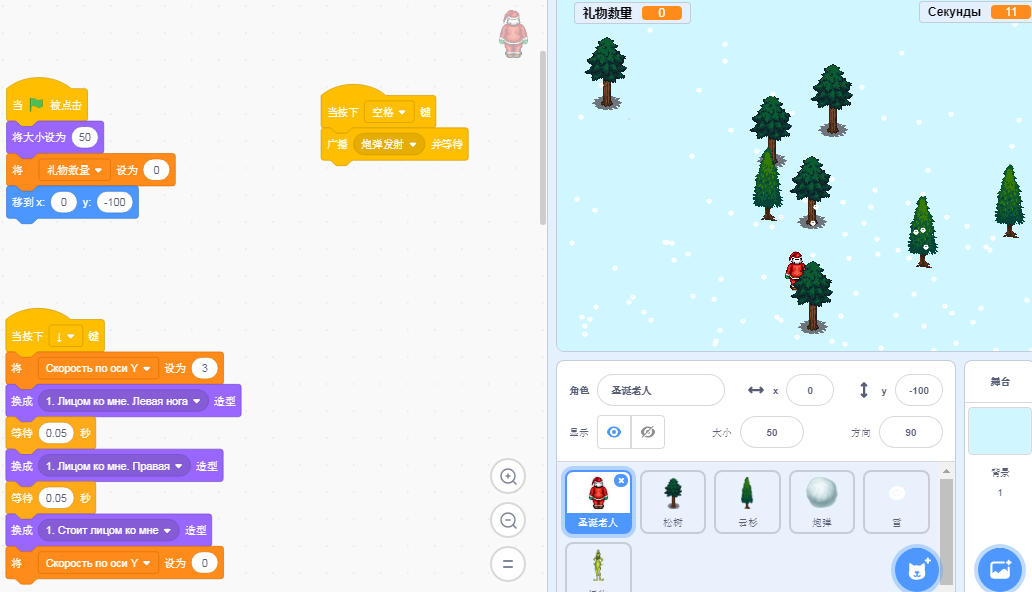 礼物数量 0
Секунды 11
当 被点击
将大小设为 50
将 礼物数量 设为 0
移到 x: 0 y: -100
当按下 空格 键
广播 炮弹发射 并等待
当按下 ↓ 键
将 Скорость по оси Y 设为 3
换成 1. Лицом ко мне. Левая нога 造型
等待 0.05 秒
换成 1. Лицом ко мне. Правая 造型
等待 0.05 秒
换成 1. Стоит лицом ко мне 造型
将 Скорость по оси Y 设为 0
角色 圣诞老人 x 0 y -100
显示 大小 50 方向 90
圣诞老人 松树 云杉 炮弹 雪
舞台
背景
1